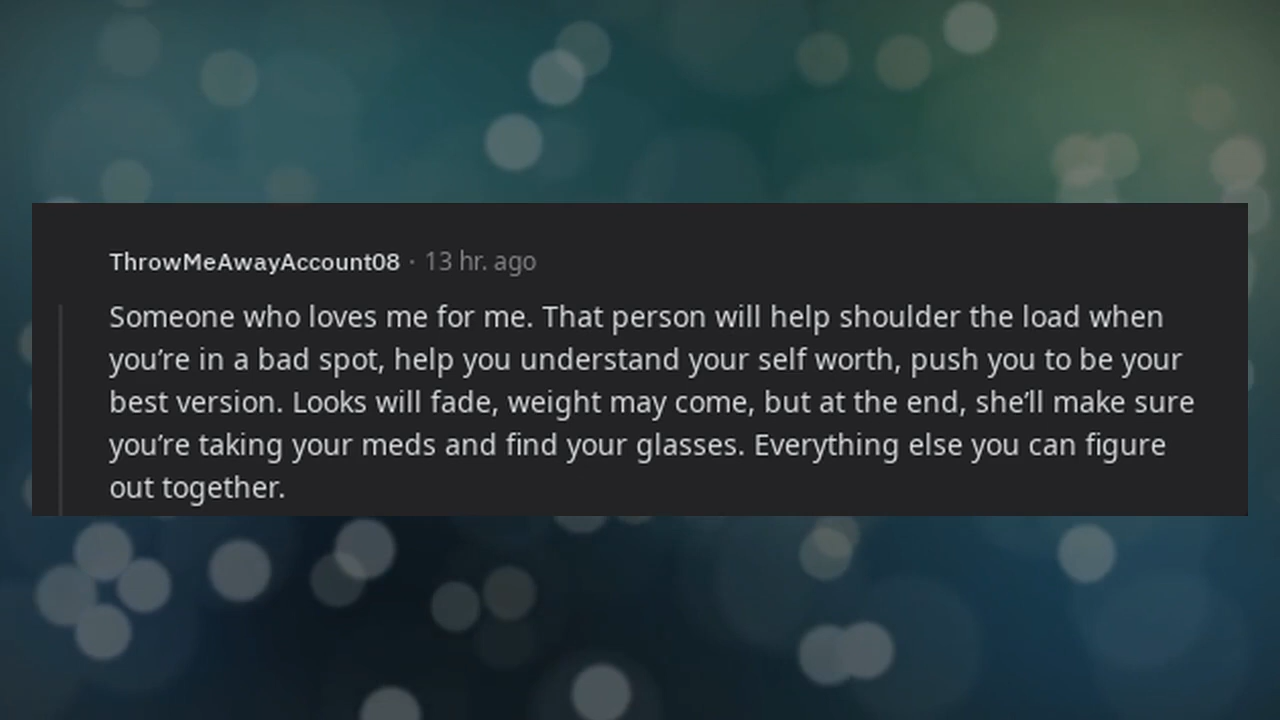 ThrowMeAwayAccount08 · 13 hr. ago
Someone who loves me for me. That person will help shoulder the load when
you’re in a bad spot, help you understand your self worth, push you to be your
best version. Looks will fade, weight may come, but at the end, she’ll make sure
you’re taking your meds and find your glasses. Everything else you can figure
out together.